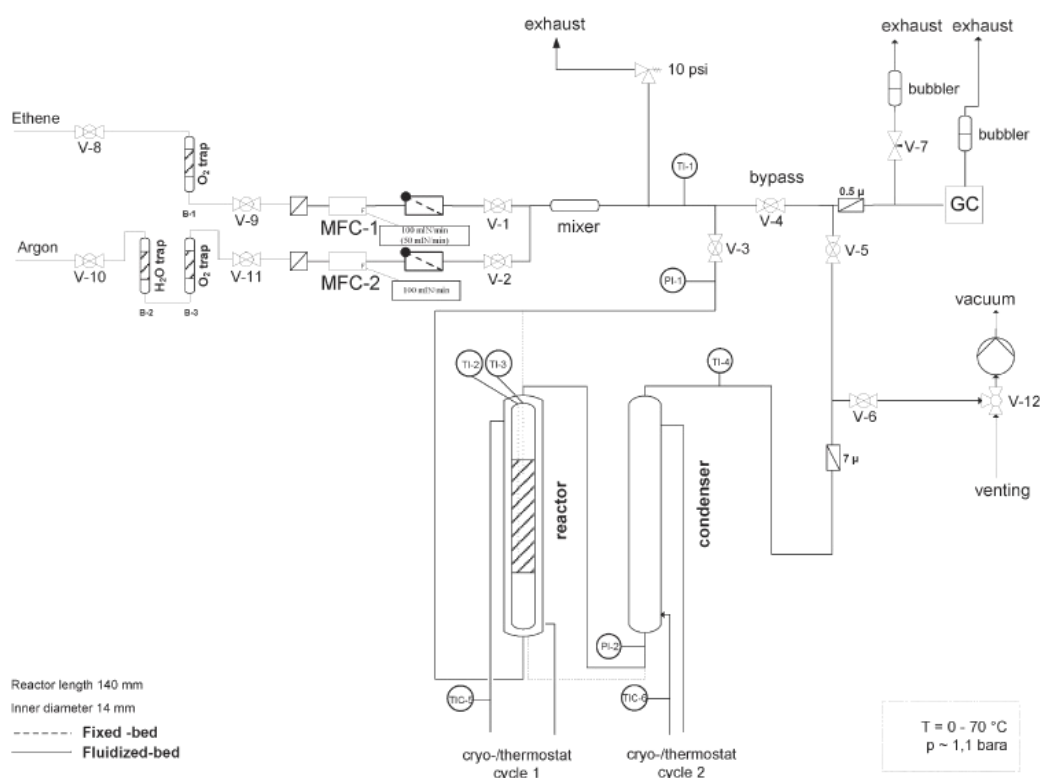 exhaust
exhaust
exhaust
10 psi
bubbler
bubbler
Ethene
V-8
O₂ trap
B-1
V-9
MFC-1
F
100 mlN/min
(50 mlN/min)
V-1
mixer
TI-1
bypass
V-4
0.5 µ
V-7
GC
V-3
V-5
Argon
V-10
H₂O trap
B-2
O₂ trap
B-3
V-11
MFC-2
F
100 mlN/min
V-2
PI-1
vacuum
TI-2
TI-3
TI-4
V-6
V-12
7 µ
venting
reactor
condenser
PI-2
TIC-5
TIC-6
Reactor length 140 mm
Inner diameter 14 mm
Fixed -bed
Fluidized-bed
cryo-/thermostat
cycle 1
cryo-/thermostat
cycle 2
T = 0 - 70 °C
p ~ 1,1 bara